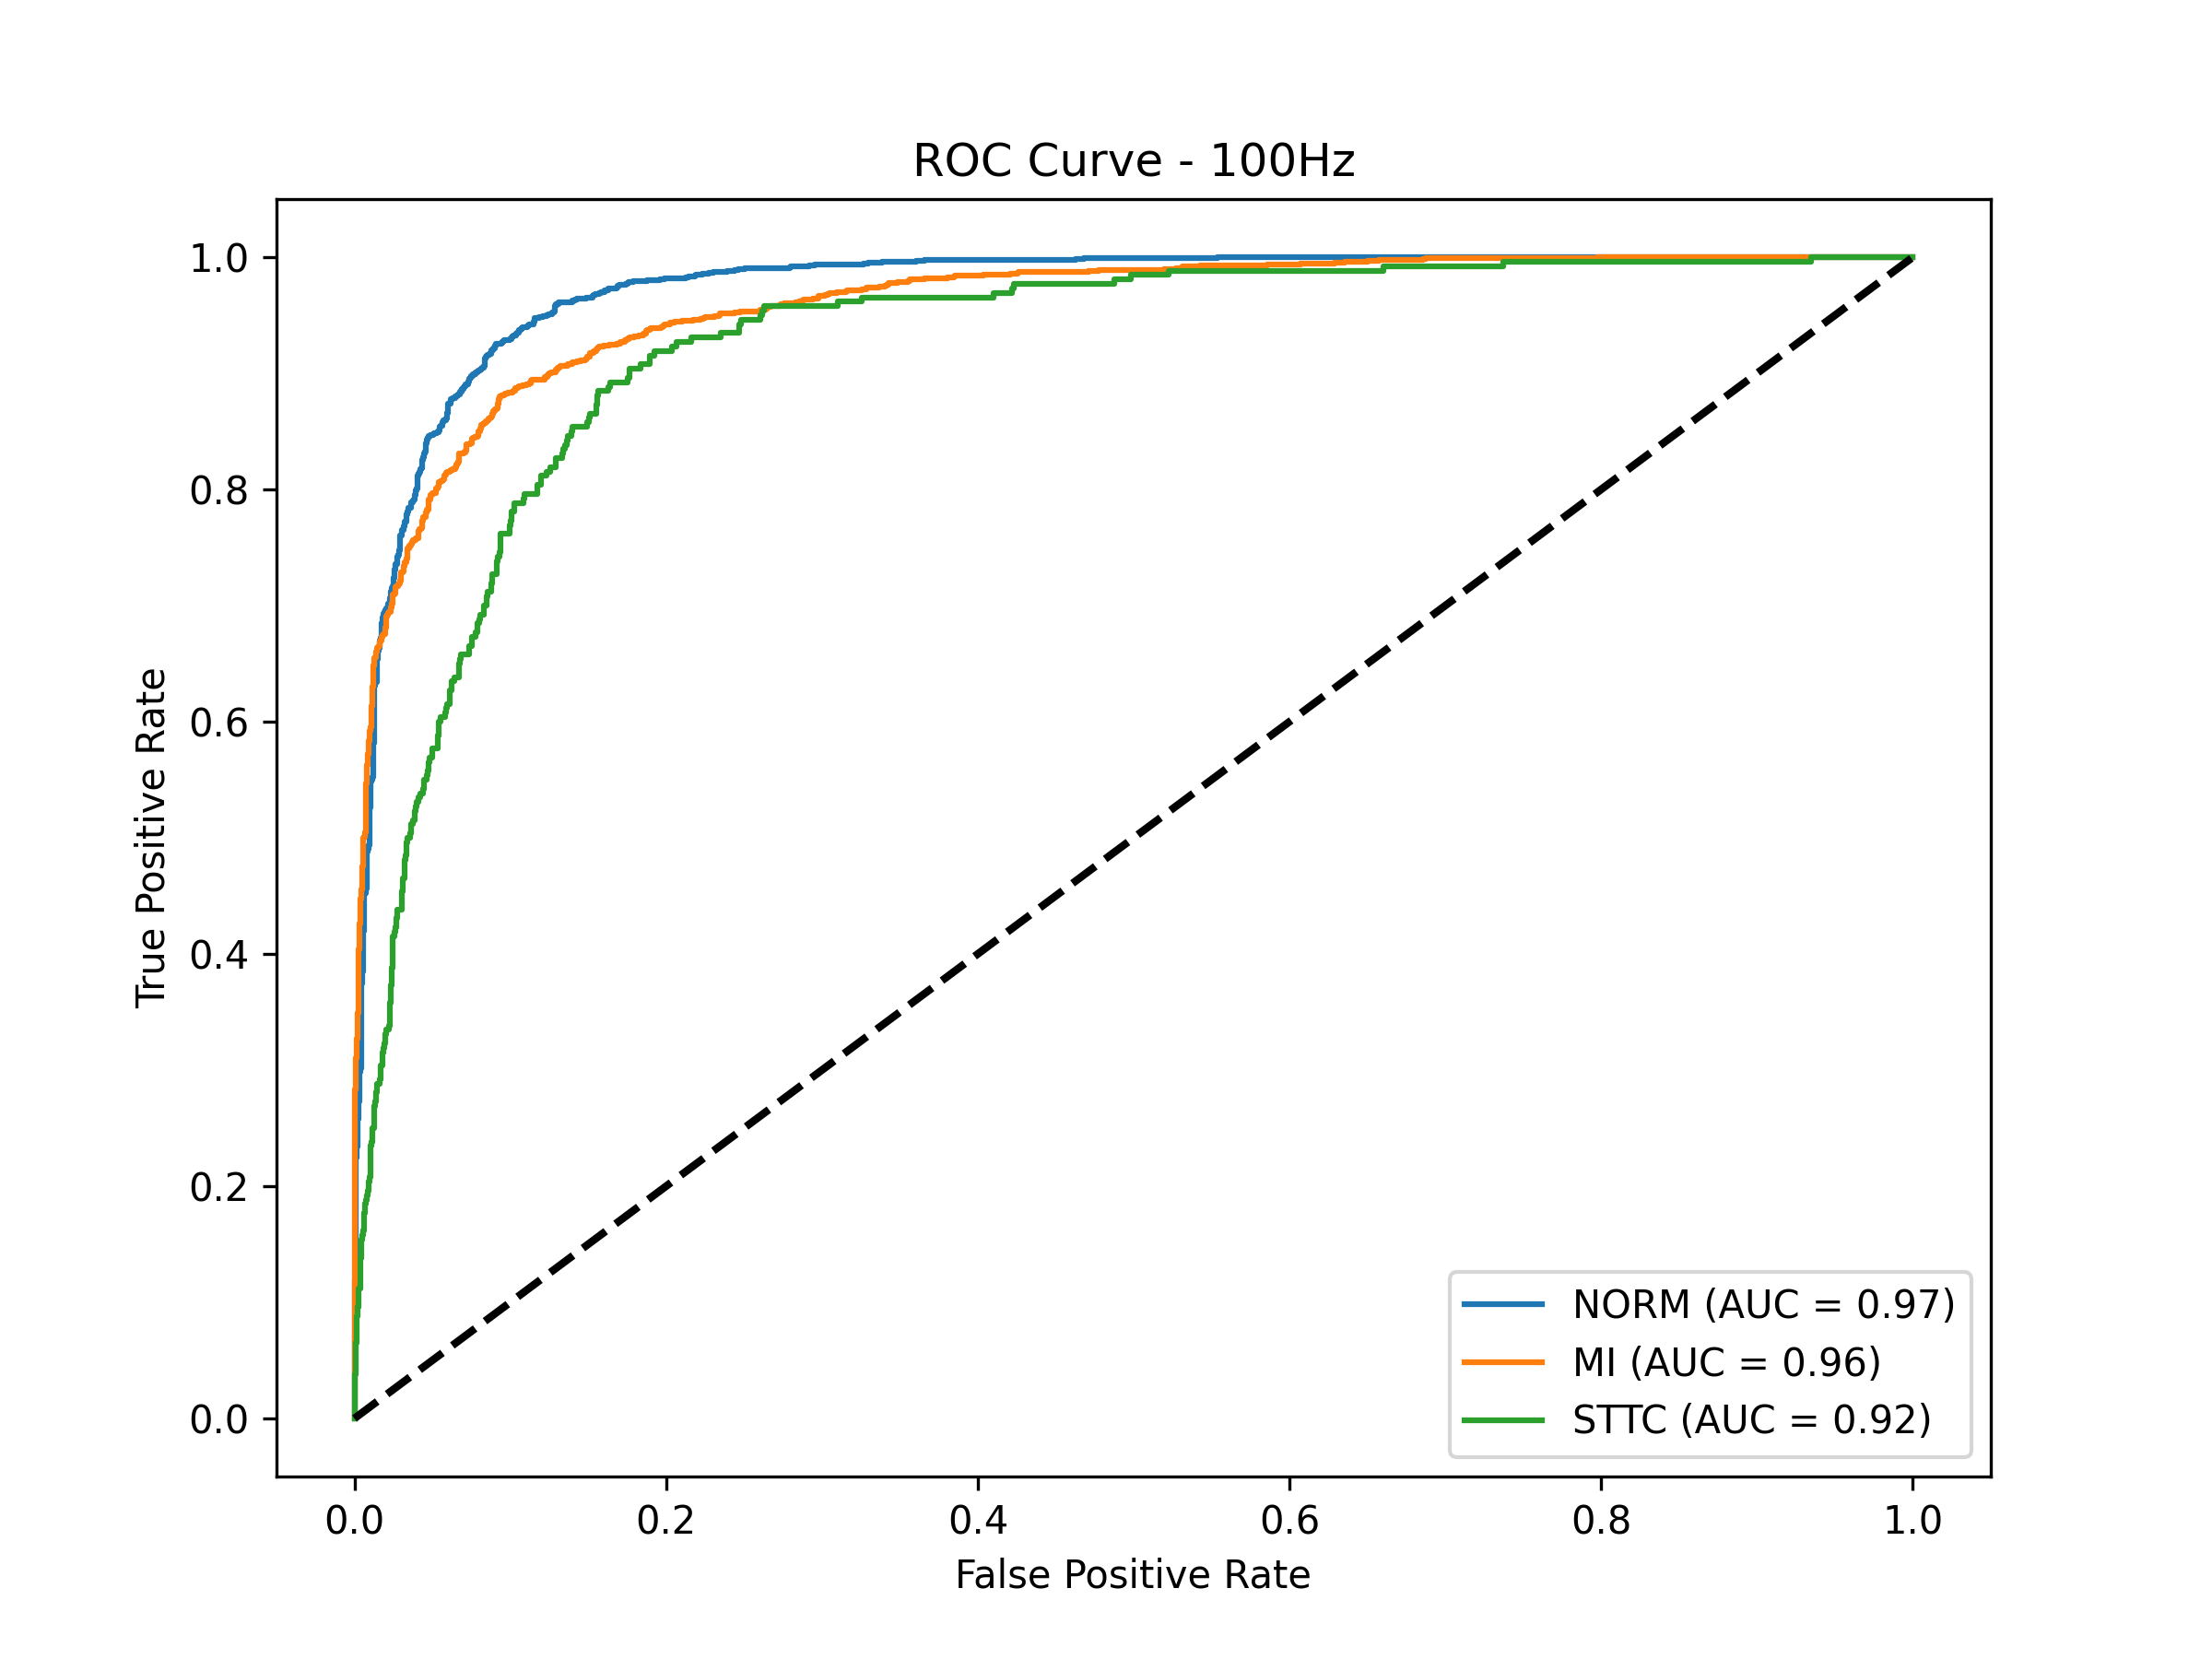 ROC Curve - 100Hz
True Positive Rate
1.0
0.8
0.6
0.4
0.2
0.0
NORM (AUC = 0.97)
MI (AUC = 0.96)
STTC (AUC = 0.92)
0.0 0.2 0.4 0.6 0.8 1.0
False Positive Rate